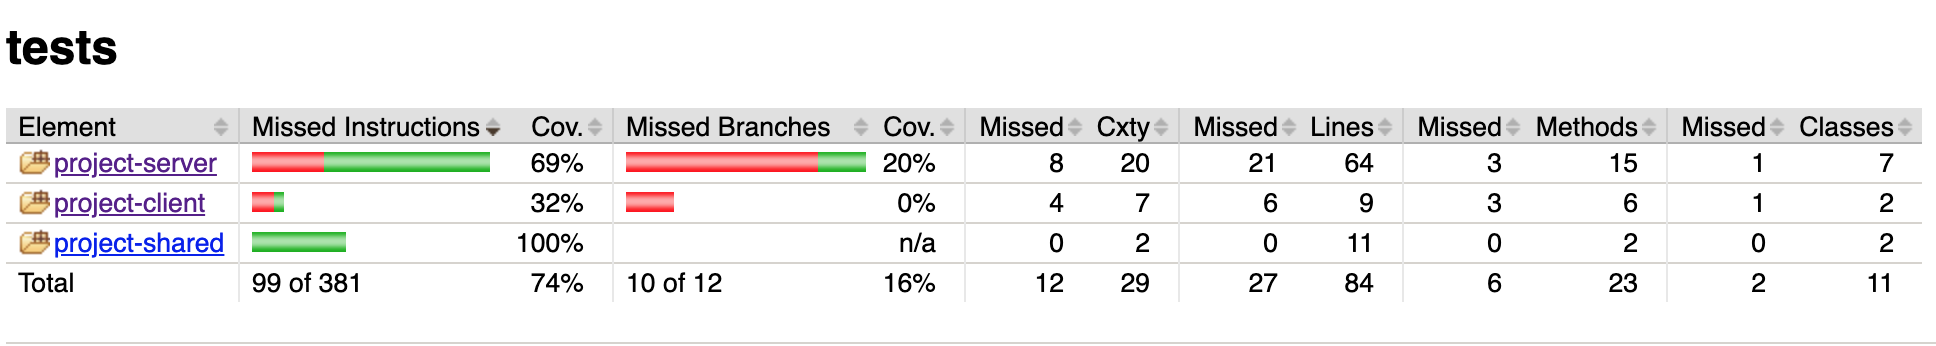 tests
Element Missed Instructions Cov. Missed Branches Cov. Missed Cxty Missed Lines Missed Methods Missed Classes
project-server 69% 20% 8 20 21 64 3 15 1 7
project-client 32% 0% 4 7 6 9 3 6 1 2
project-shared 100% n/a 0 2 0 11 0 2 0 2
Total 99 of 381 74% 10 of 12 16% 12 29 27 84 6 23 2 11